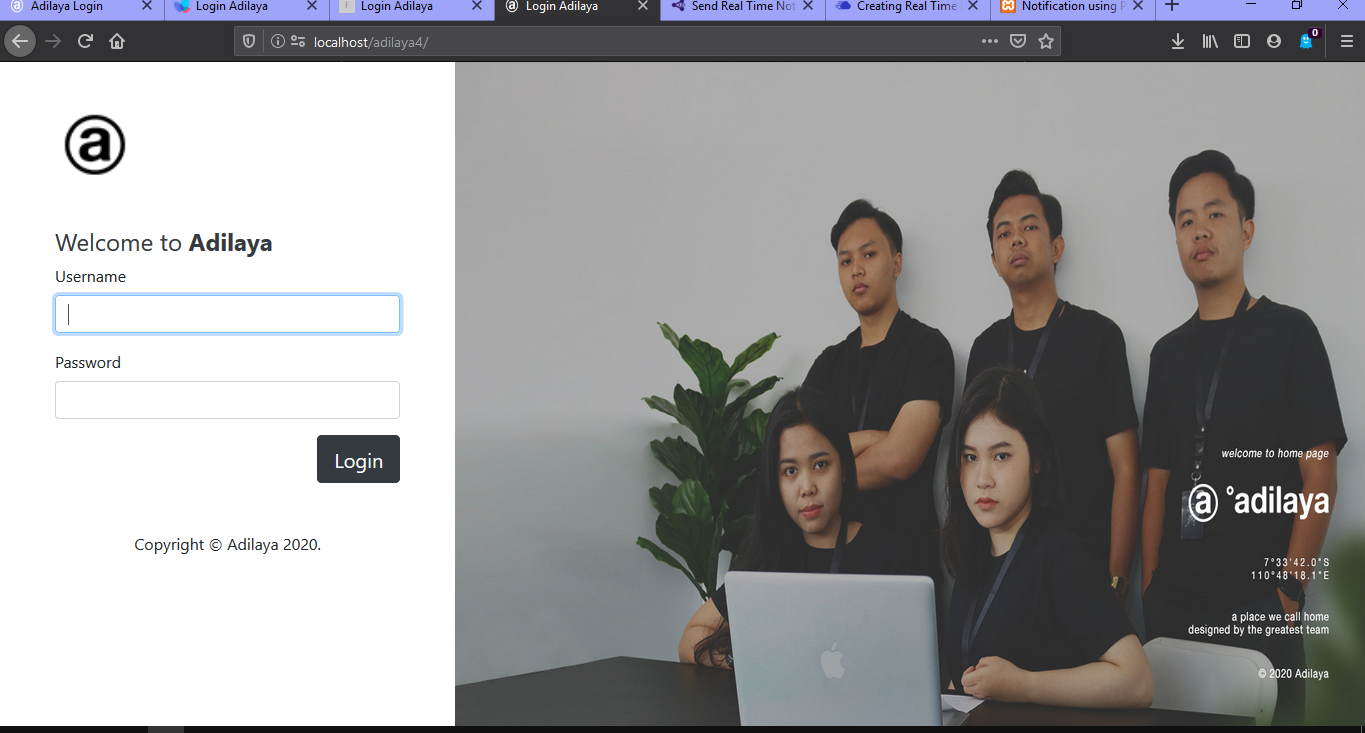 Adilaya Login
Login Adilaya
Login Adilaya
Login Adilaya
Send Real Time Not
Creating Real Time
Notification using P
localhost/adilaya4/
0
a
Welcome to Adilaya
Username
Password
Login
Copyright © Adilaya 2020.
welcome to home page
a °adilaya
7°33'42.0"S
110°48'18.1"E
a place we call home
designed by the greatest team
© 2020 Adilaya